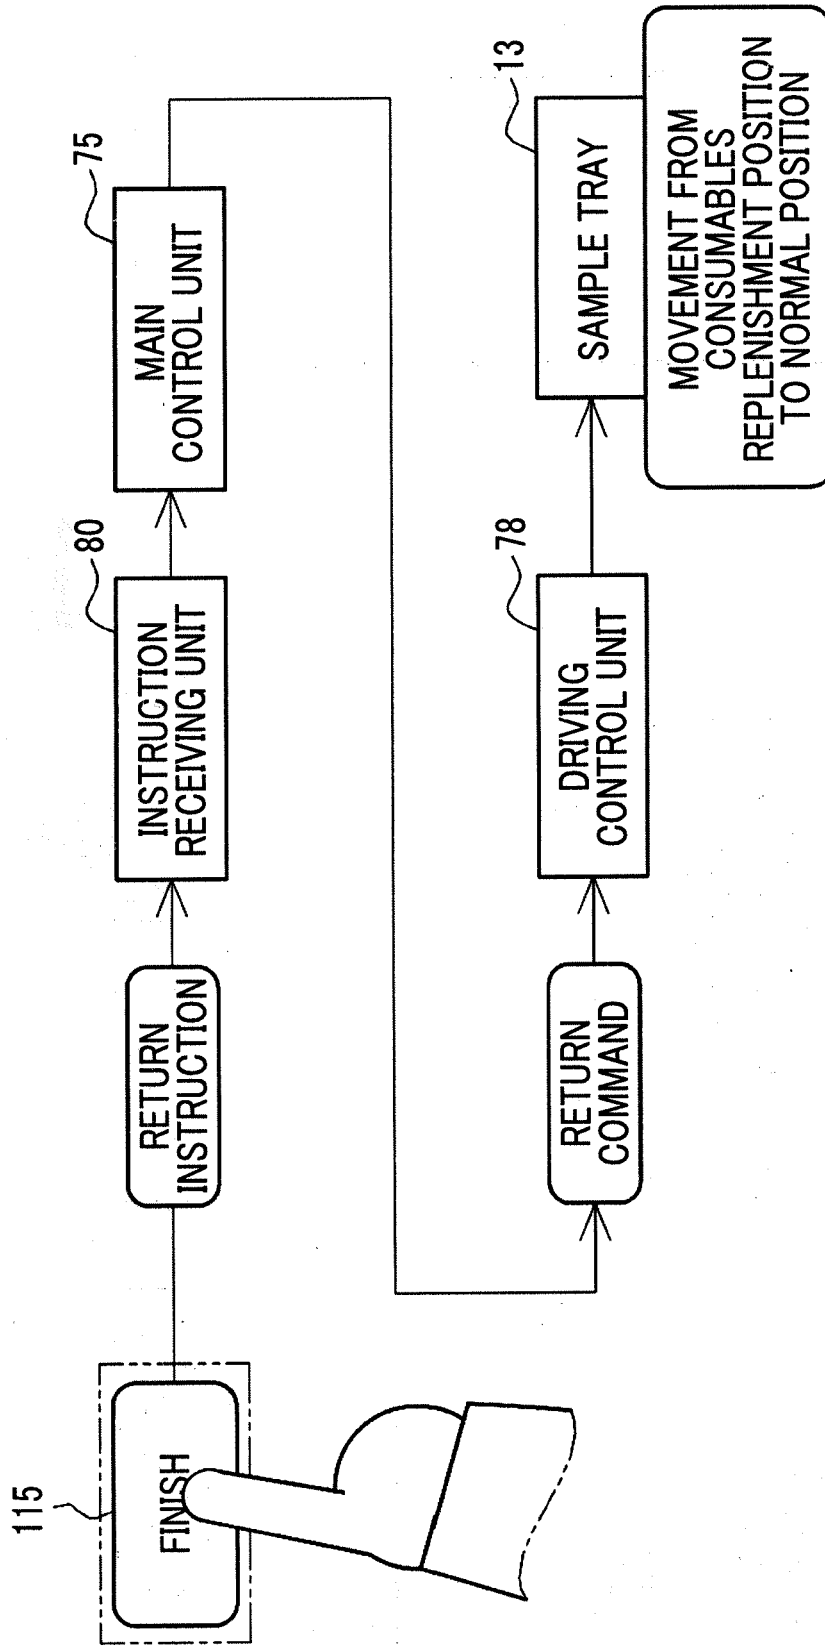 115
FINISH
RETURN
INSTRUCTION
80
INSTRUCTION
RECEIVING UNIT
75
MAIN
CONTROL UNIT
RETURN
COMMAND
78
DRIVING
CONTROL UNIT
13
SAMPLE TRAY
MOVEMENT FROM
CONSUMABLES
REPLENISHMENT POSITION
TO NORMAL POSITION